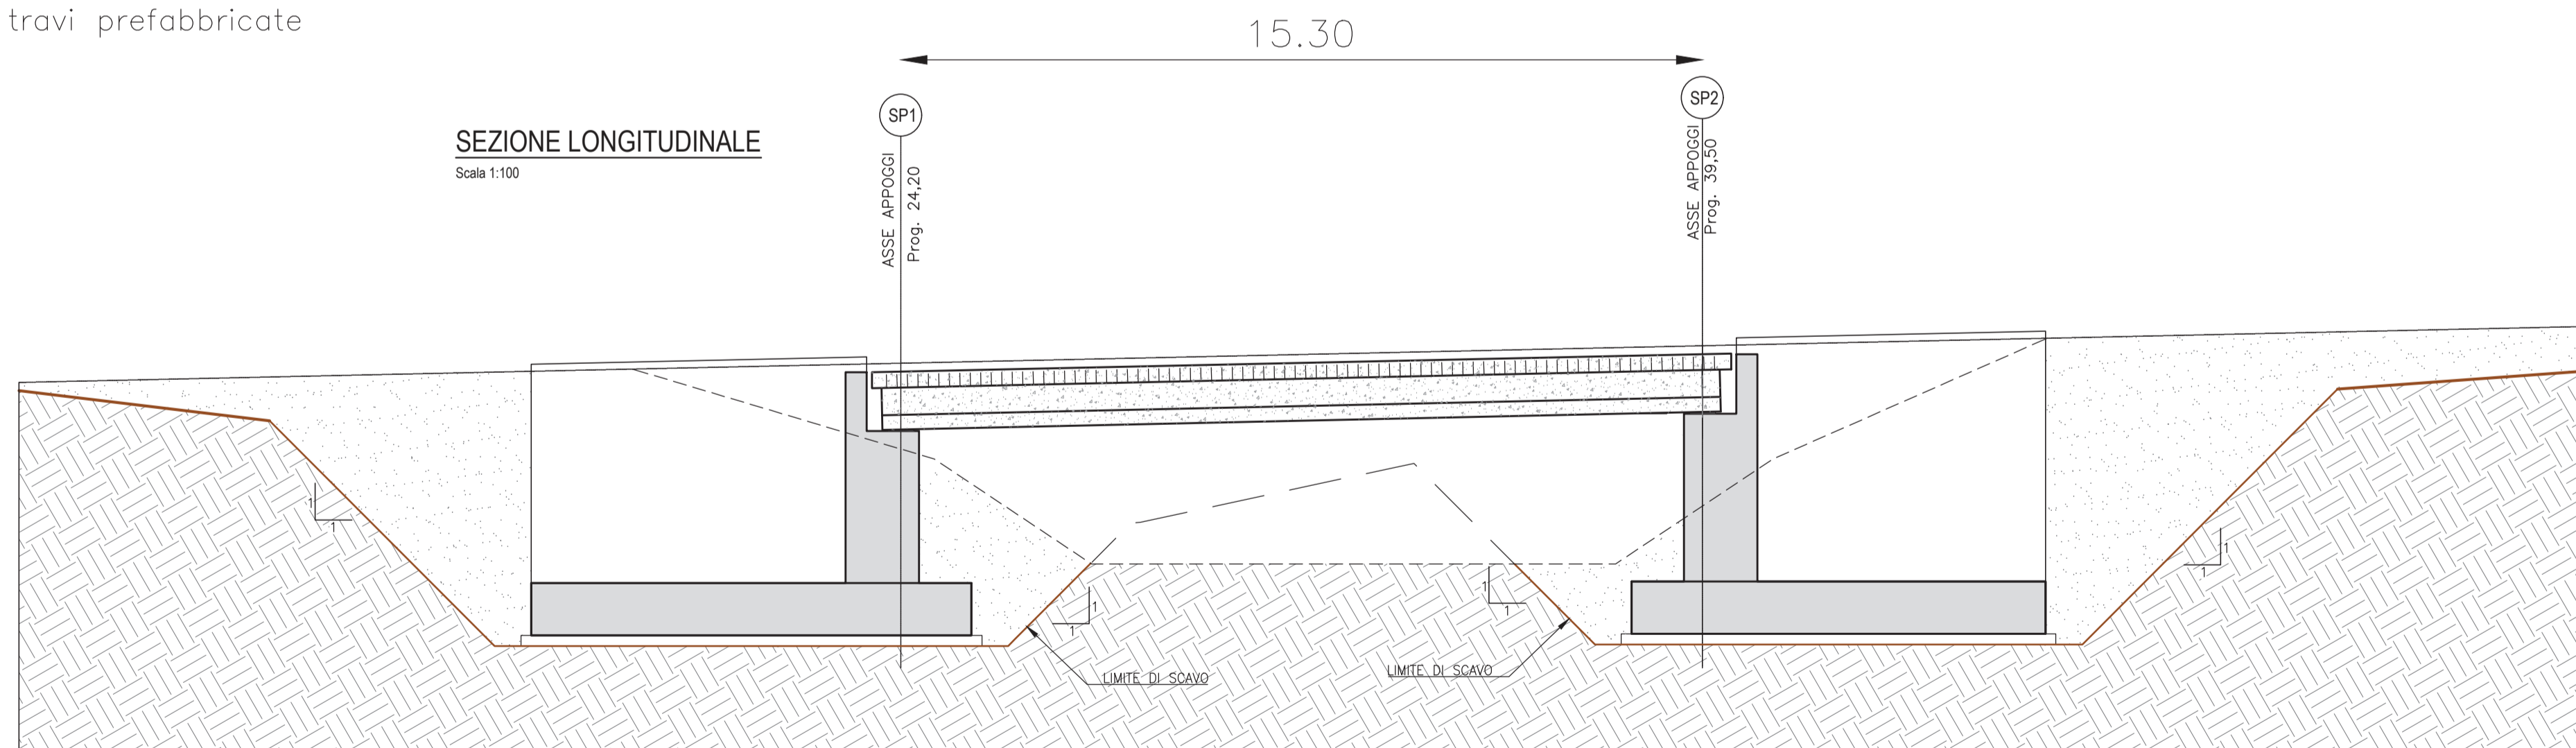 travi prefabbricate
15.30
SP1
SP2
SEZIONE LONGITUDINALE
Scala 1:100
ASSE APPOGGI
Prog. 24,20
ASSE APPOGGI
Prog. 39,50
1
1
1
1
1
1
1
1
LIMITE DI SCAVO
LIMITE DI SCAVO